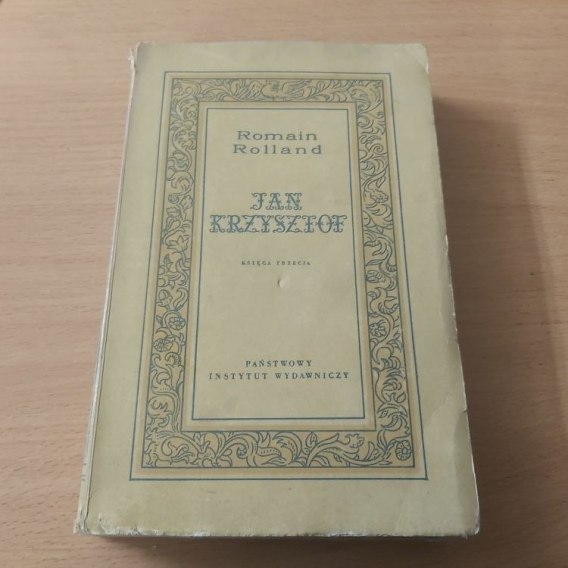 Romain
Rolland
JAN
KRZYSZTOF
KSIĘGA TRZECIA
PAŃSTWOWY
INSTYTUT WYDAWNICZY